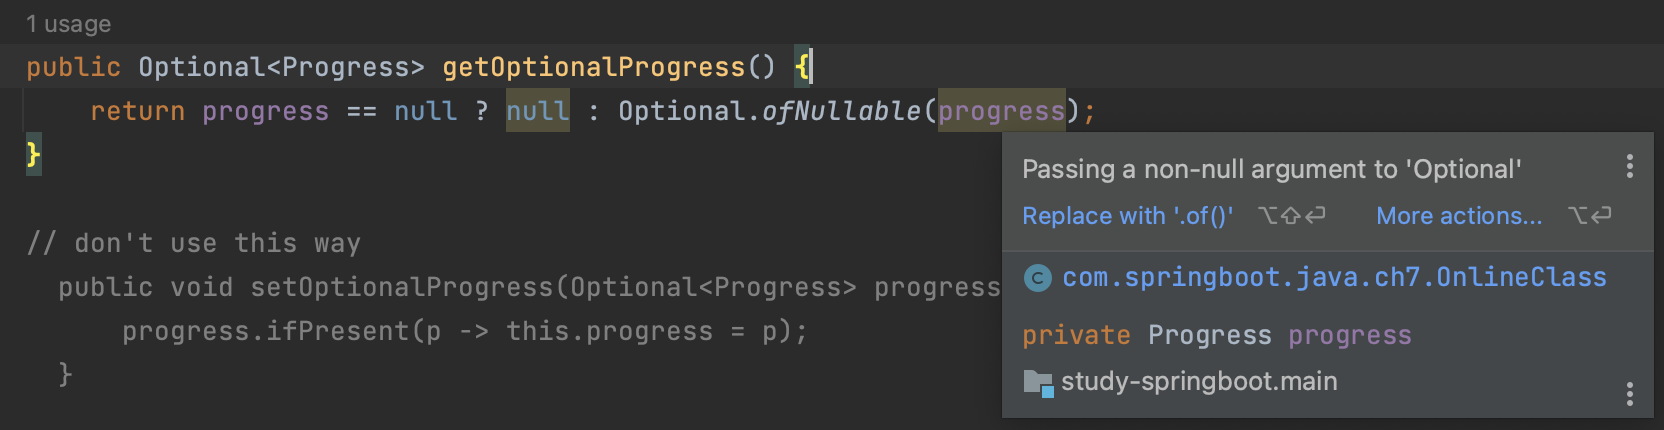 1 usage
public Optional<Progress> getOptionalProgress() {
return progress == null ? null : Optional.ofNullable(progress);
}
Passing a non-null argument to 'Optional'
Replace with '.of()' ⌥⇧⏎ More actions... ⌥⏎
// don't use this way
public void setOptionalProgress(Optional<Progress> progress
progress.ifPresent(p -> this.progress = p);
}
C com.springboot.java.ch7.OnlineClass
private Progress progress
study-springboot.main